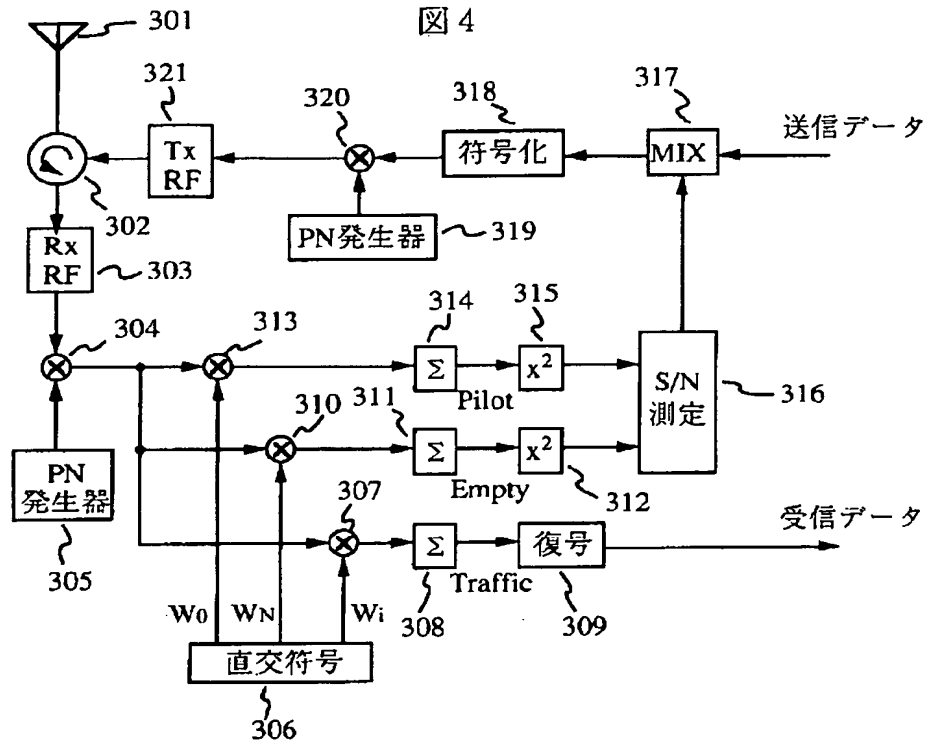 図4
301
321
320
318
317
送信データ
Tx
RF
符号化
MIX
302
PN発生器
319
Rx
RF
303
304
313
314
315
Σ
x²
Pilot
S/N
測定
316
310
311
Σ
x²
Empty
312
PN
発生器
305
307
Σ
Traffic
復号
受信データ
308
309
W0
WN
Wi
直交符号
306